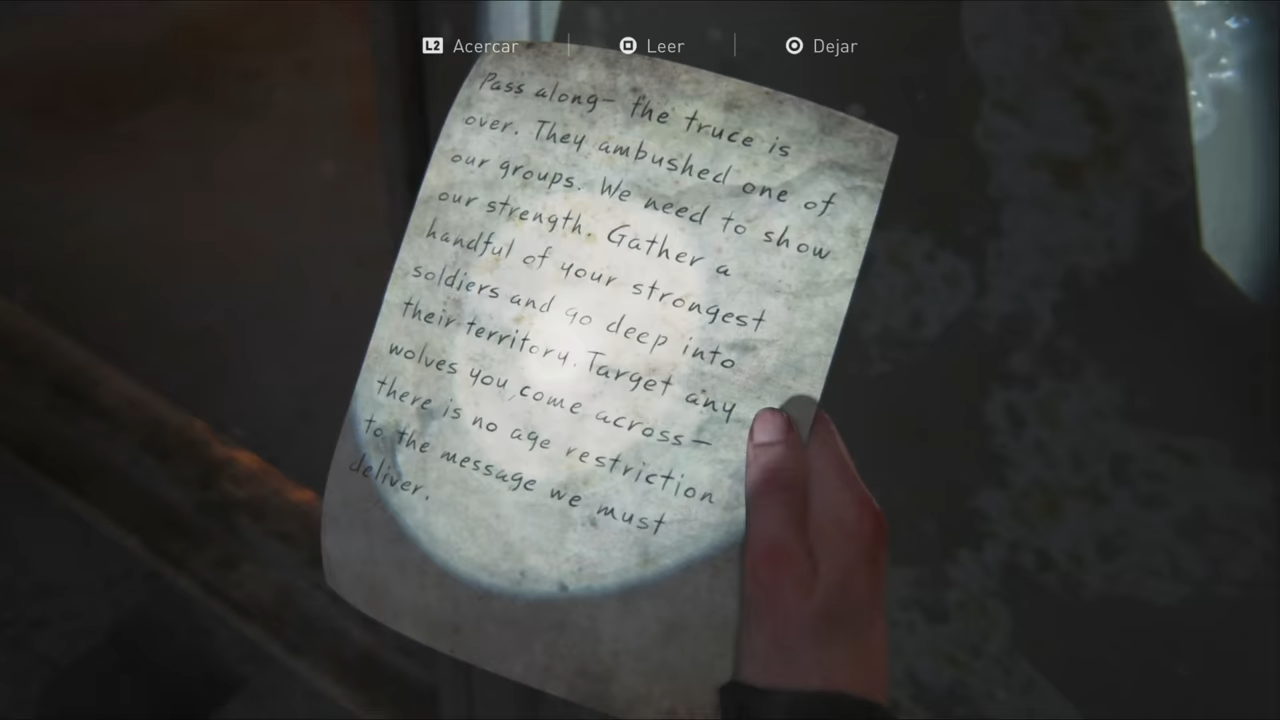 L2 Acercar Leer Dejar
Pass along— the truce is
over. They ambushed one of
our groups. We need to show
our strength. Gather a
handful of your strongest
soldiers and go deep into
their territory. Target any
wolves you come across—
there is no age restriction
to the message we must
deliver.